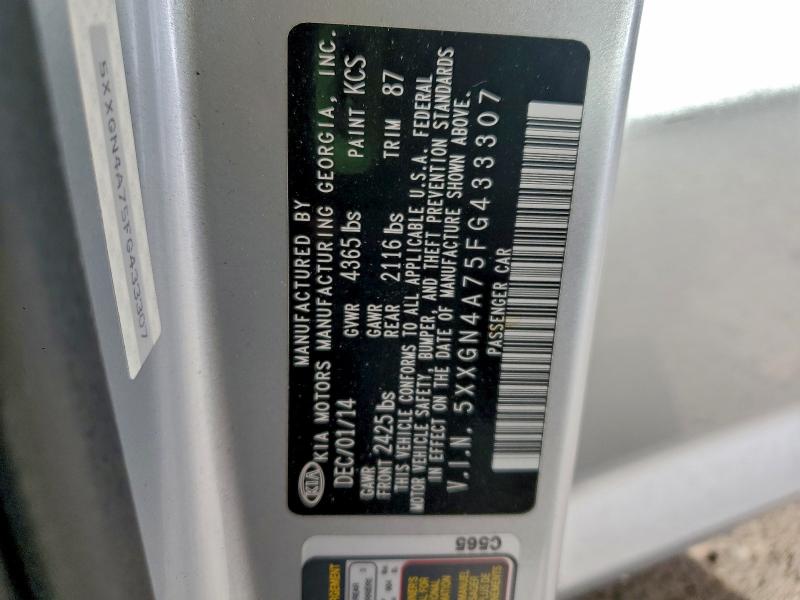 MANUFACTURED BY
KIA KIA MOTORS MANUFACTURING GEORGIA, INC.
DEC/01/14 GVWR 4365 lbs PAINT KCS
GAWR GAWR
FRONT 2425 lbs REAR 2116 lbs TRIM 87
THIS VEHICLE CONFORMS TO ALL APPLICABLE U.S.A. FEDERAL
MOTOR VEHICLE SAFETY, BUMPER, AND THEFT PREVENTION STANDARDS
IN EFFECT ON THE DATE OF MANUFACTURE SHOWN ABOVE.
V.I.N. 5XXGN4A75FG433307
PASSENGER CAR
5XXGN4A75FG433307
C565